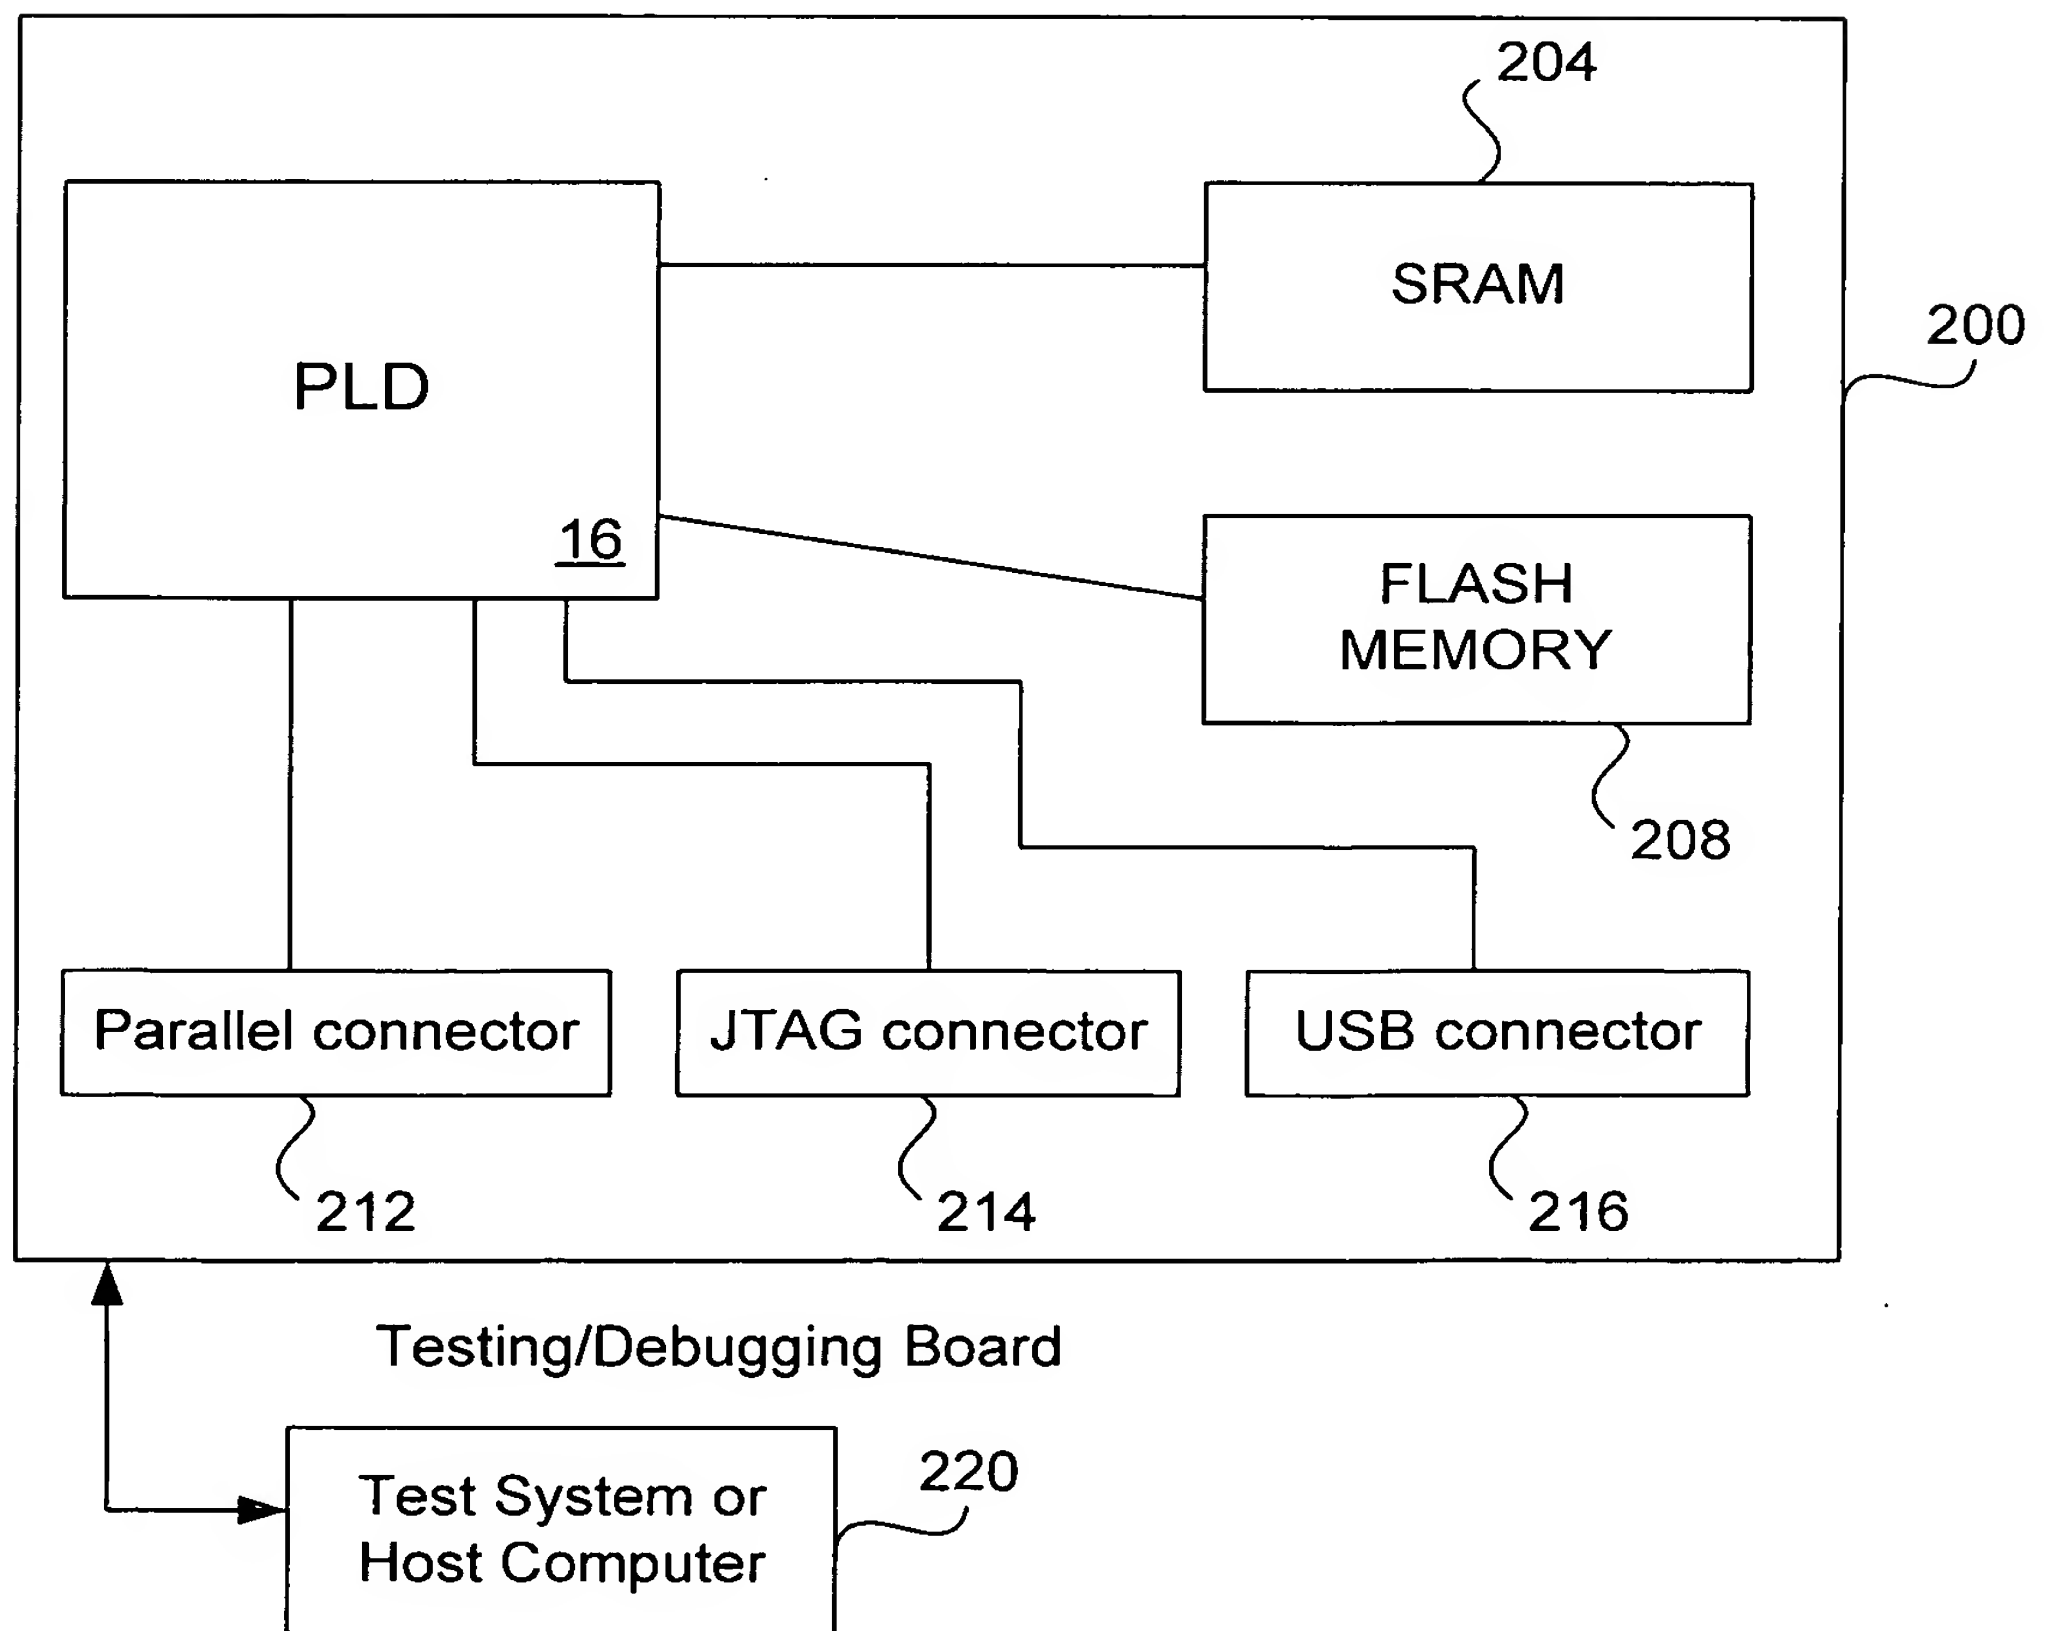 204
SRAM
200
PLD
16
FLASH
MEMORY
208
Parallel connector
JTAG connector
USB connector
212
214
216
Testing/Debugging Board
220
Test System or
Host Computer